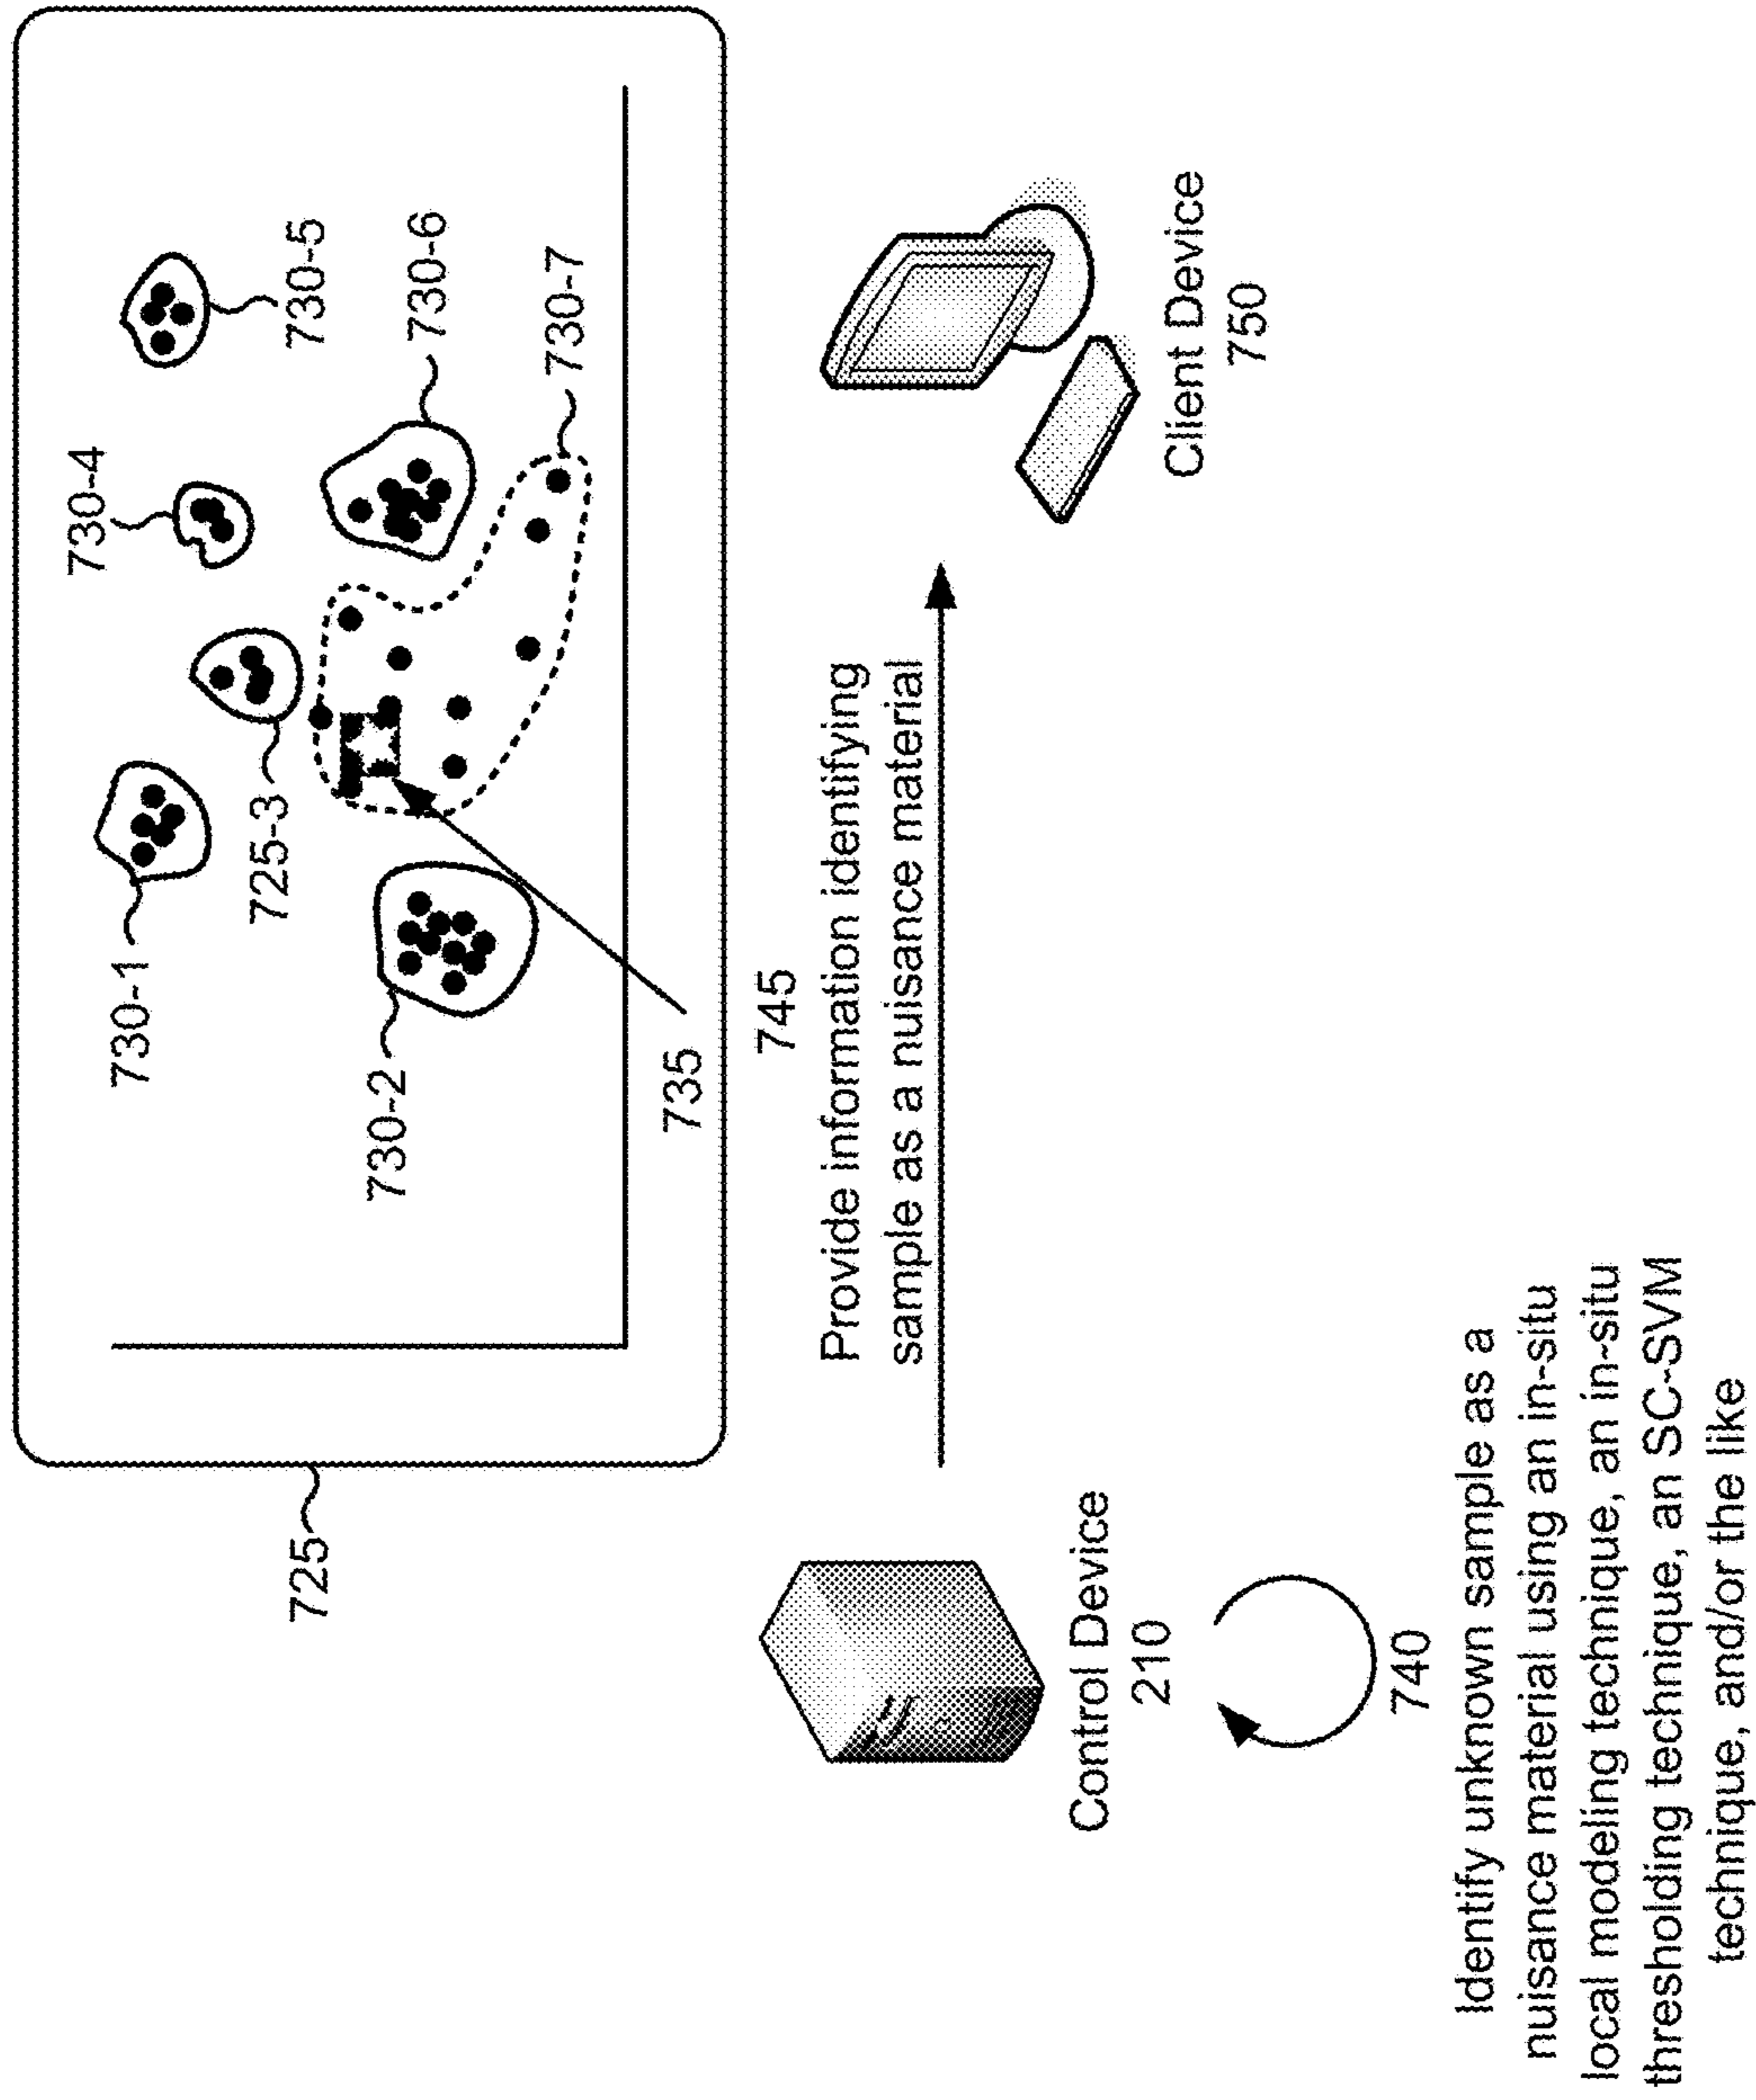 725
730-1
730-2
725-3
730-4
730-5
730-6
730-7
735
745
Provide information identifying
sample as a nuisance material
Control Device
210
Client Device
750
740
Identify unknown sample as a
nuisance material using an in-situ
local modeling technique, an in-situ
thresholding technique, an SC-SVM
technique, and/or the like